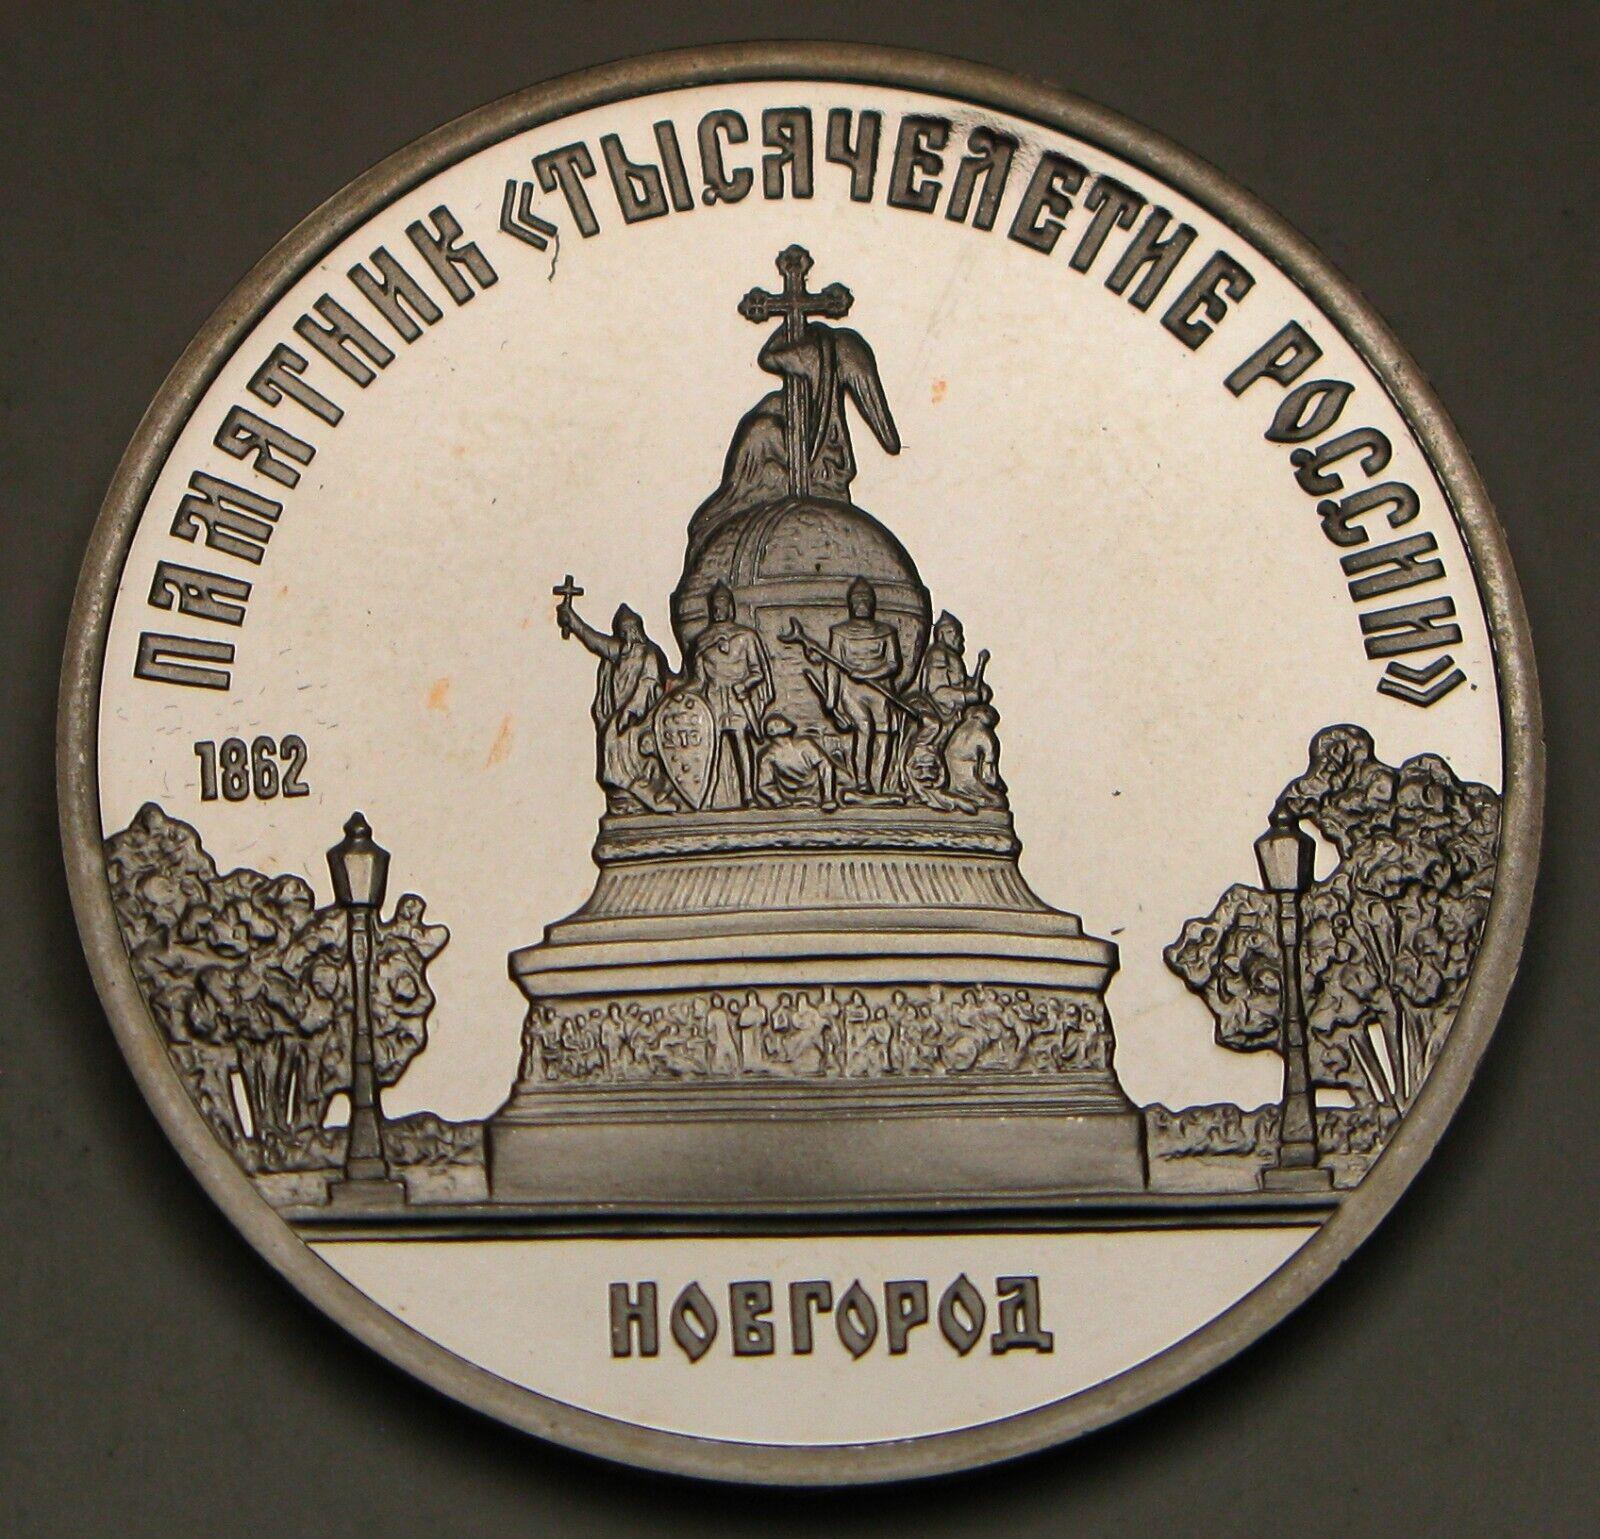 ПАМЯТНИК «ТЫСЯЧЕЛЕТИЕ РОССИИ»
1862
НОВГОРОД